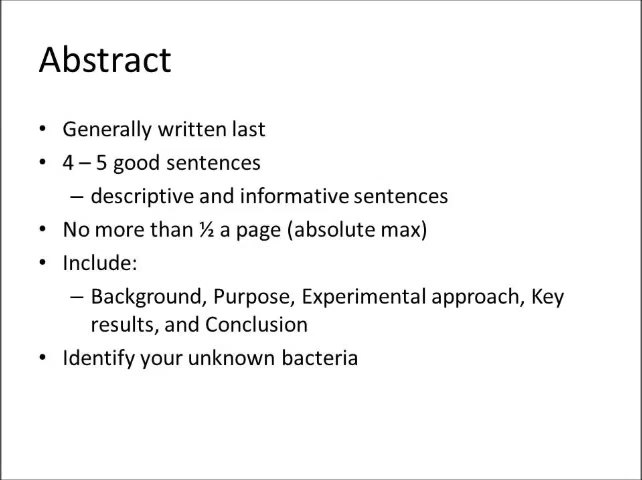 Abstract
• Generally written last
• 4 – 5 good sentences
– descriptive and informative sentences
• No more than ½ a page (absolute max)
• Include:
– Background, Purpose, Experimental approach, Key
results, and Conclusion
• Identify your unknown bacteria